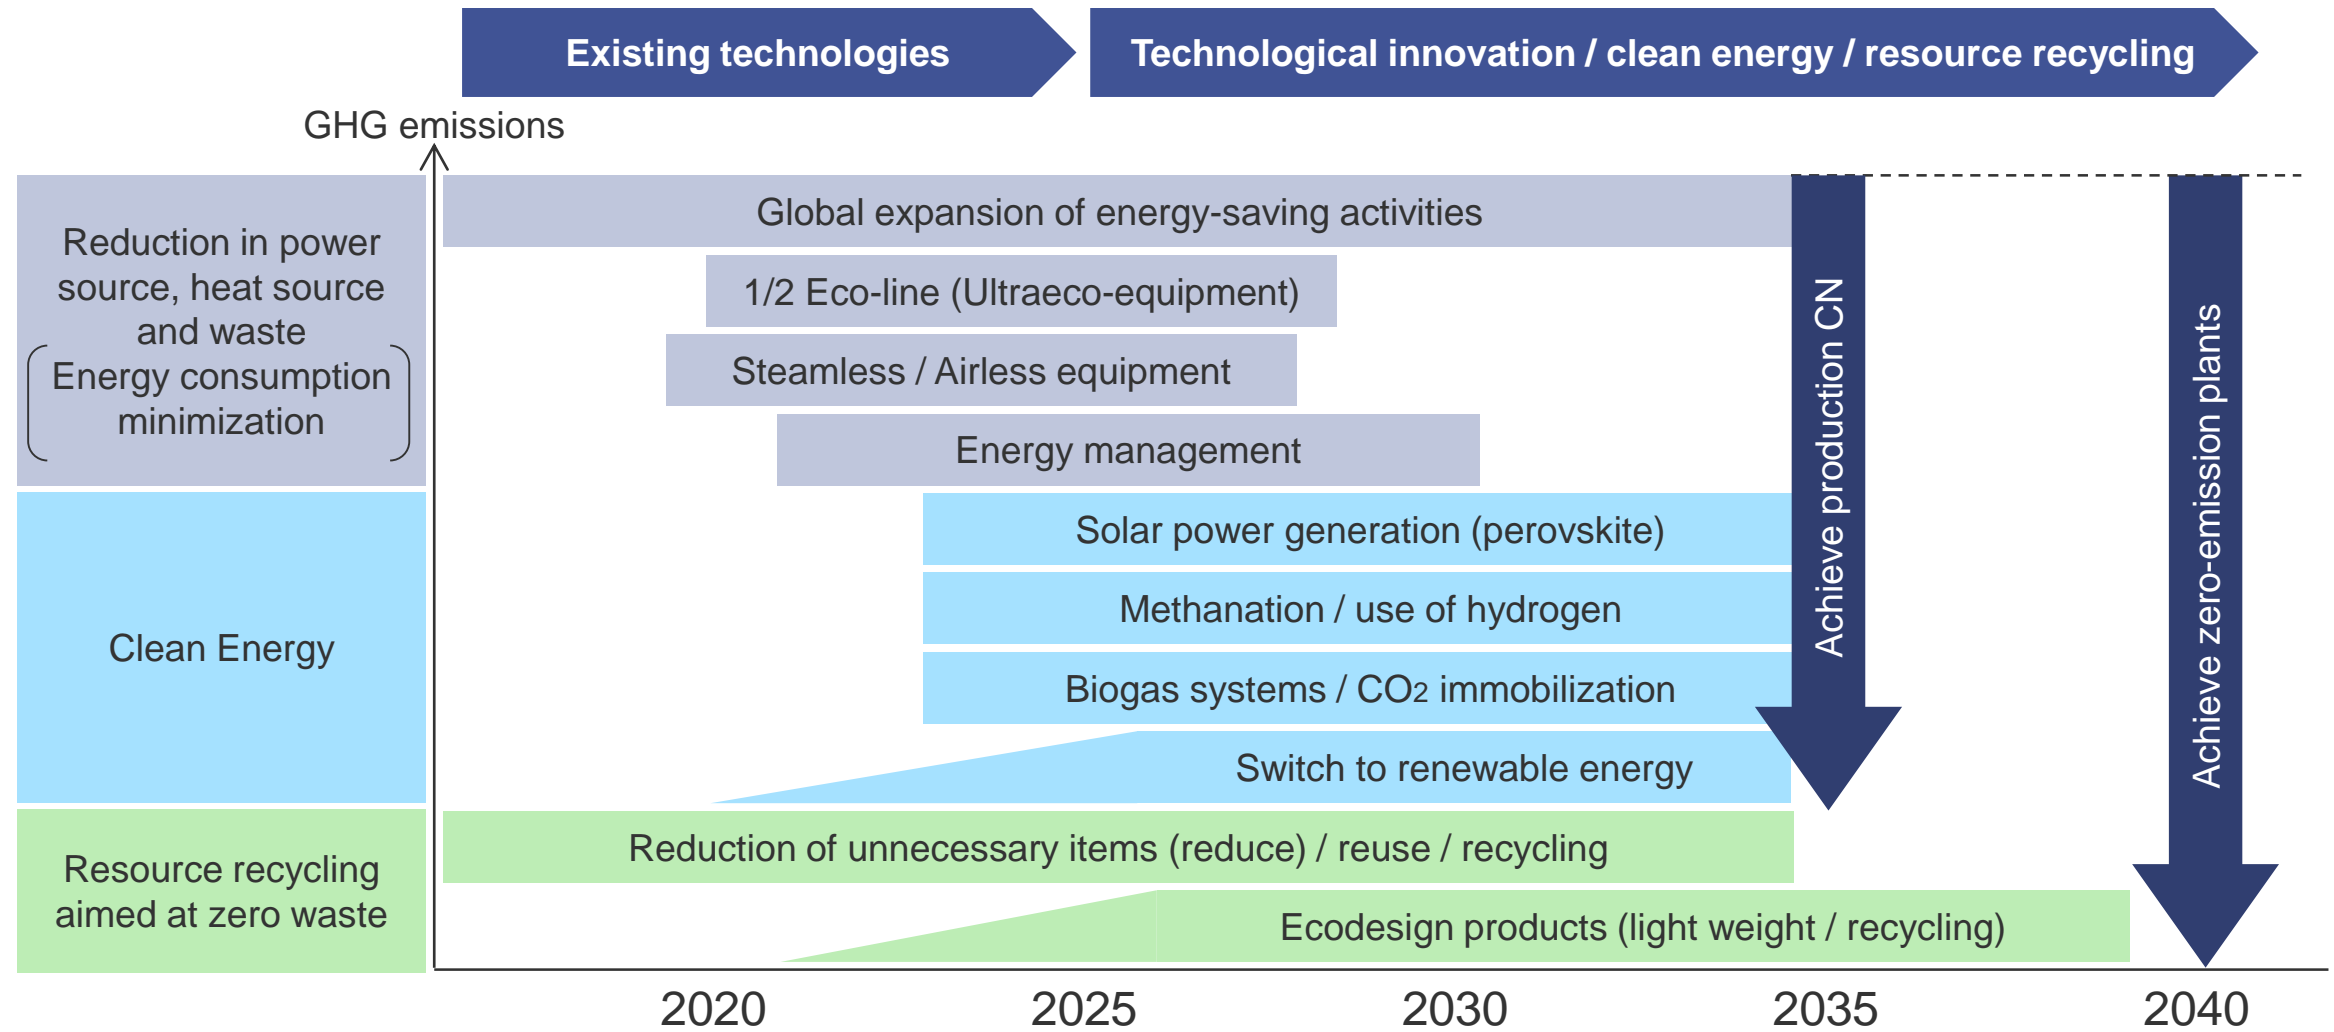 Existing technologies
Technological innovation / clean energy / resource recycling
GHG emissions
Reduction in power
source, heat source
and waste
Energy consumption
minimization
Global expansion of energy-saving activities
1/2 Eco-line (Ultraeco-equipment)
Steamless / Airless equipment
Energy management
Clean Energy
Solar power generation (perovskite)
Methanation / use of hydrogen
Biogas systems / CO2 immobilization
Switch to renewable energy
Resource recycling
aimed at zero waste
Reduction of unnecessary items (reduce) / reuse / recycling
Ecodesign products (light weight / recycling)
Achieve production CN
Achieve zero-emission plants
2020
2025
2030
2035
2040